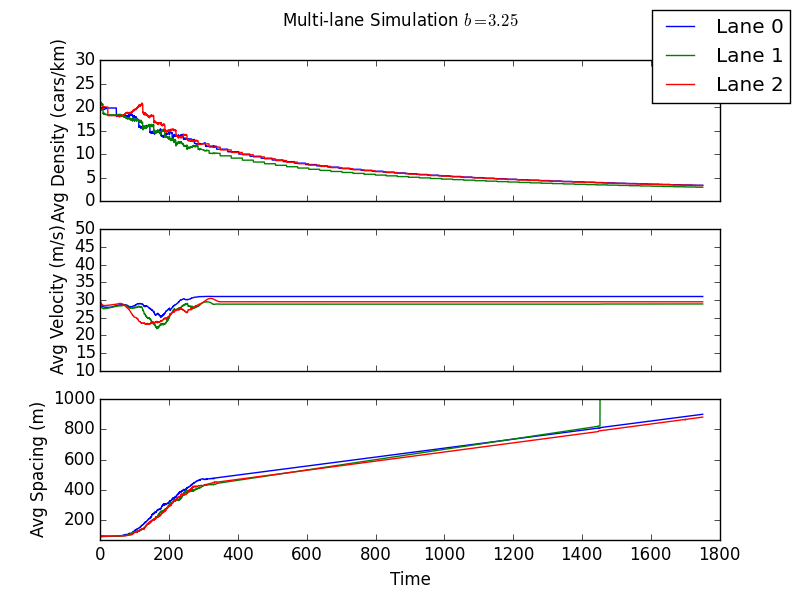 Multi-lane Simulation b=3.25
Lane 0
Lane 1
Lane 2
Avg Density (cars/km)
30
25
20
15
10
5
0
Avg Velocity (m/s)
50
45
40
35
30
25
20
15
10
Avg Spacing (m)
1000
800
600
400
200
0 200 400 600 800 1000 1200 1400 1600 1800
Time